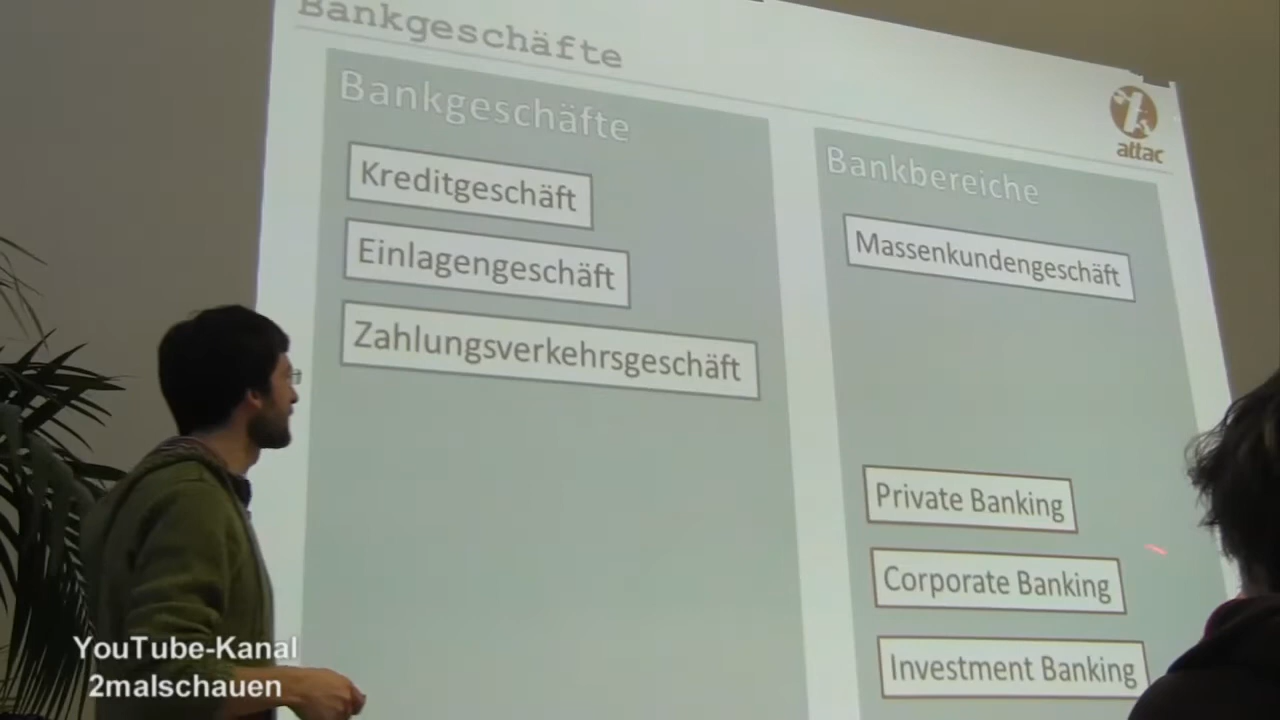 Bankgeschäfte
Bankgeschäfte
Kreditgeschäft
Einlagengeschäft
Zahlungsverkehrsgeschäft
attac
Bankbereiche
Massenkundengeschäft
Private Banking
Corporate Banking
Investment Banking
YouTube-Kanal
2malschauen